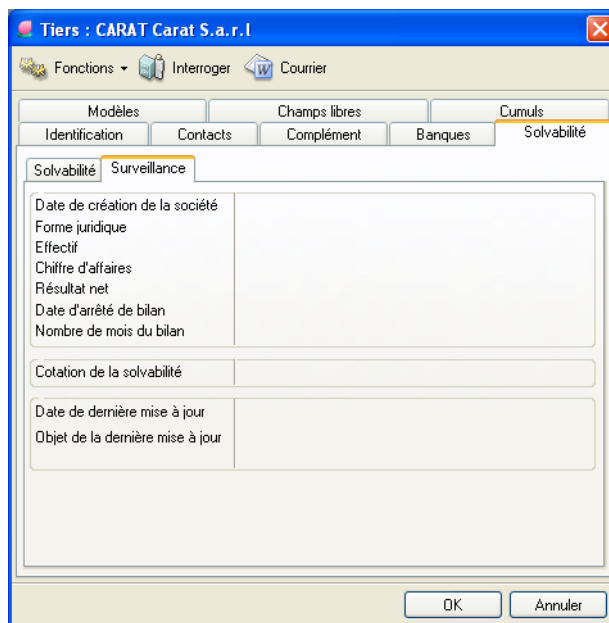 Tiers : CARAT Carat S.a.r.l
Fonctions Interroger Courrier
Modèles Champs libres Cumuls
Identification Contacts Complément Banques Solvabilité
Solvabilité Surveillance
Date de création de la société
Forme juridique
Effectif
Chiffre d'affaires
Résultat net
Date d'arrêté de bilan
Nombre de mois du bilan
Cotation de la solvabilité
Date de dernière mise à jour
Objet de la dernière mise à jour
OK Annuler